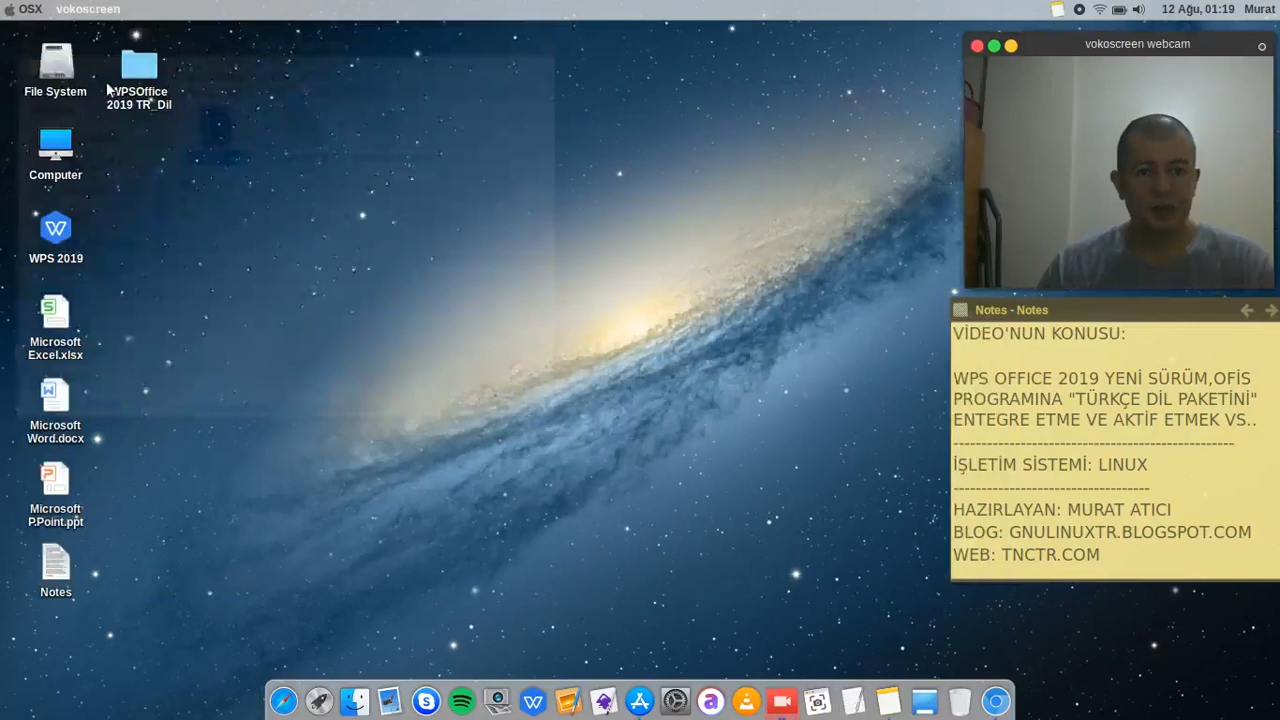 OSX vokoscreen 12 Ağu, 01:19 Murat
File System
WPSOffice
2019 TR_Dil
Computer
WPS 2019
Microsoft
Excel.xlsx
Microsoft
Word.docx
Microsoft
P.Point.ppt
Notes
vokoscreen webcam
Notes - Notes
VİDEO'NUN KONUSU:
WPS OFFICE 2019 YENİ SÜRÜM,OFİS
PROGRAMINA "TÜRKÇE DİL PAKETİNİ"
ENTEGRE ETME VE AKTİF ETMEK VS..
------------------------------------------------
İŞLETİM SİSTEMİ: LINUX
---------------------------------
HAZIRLAYAN: MURAT ATICI
BLOG: GNULINUXTR.BLOGSPOT.COM
WEB: TNCTR.COM